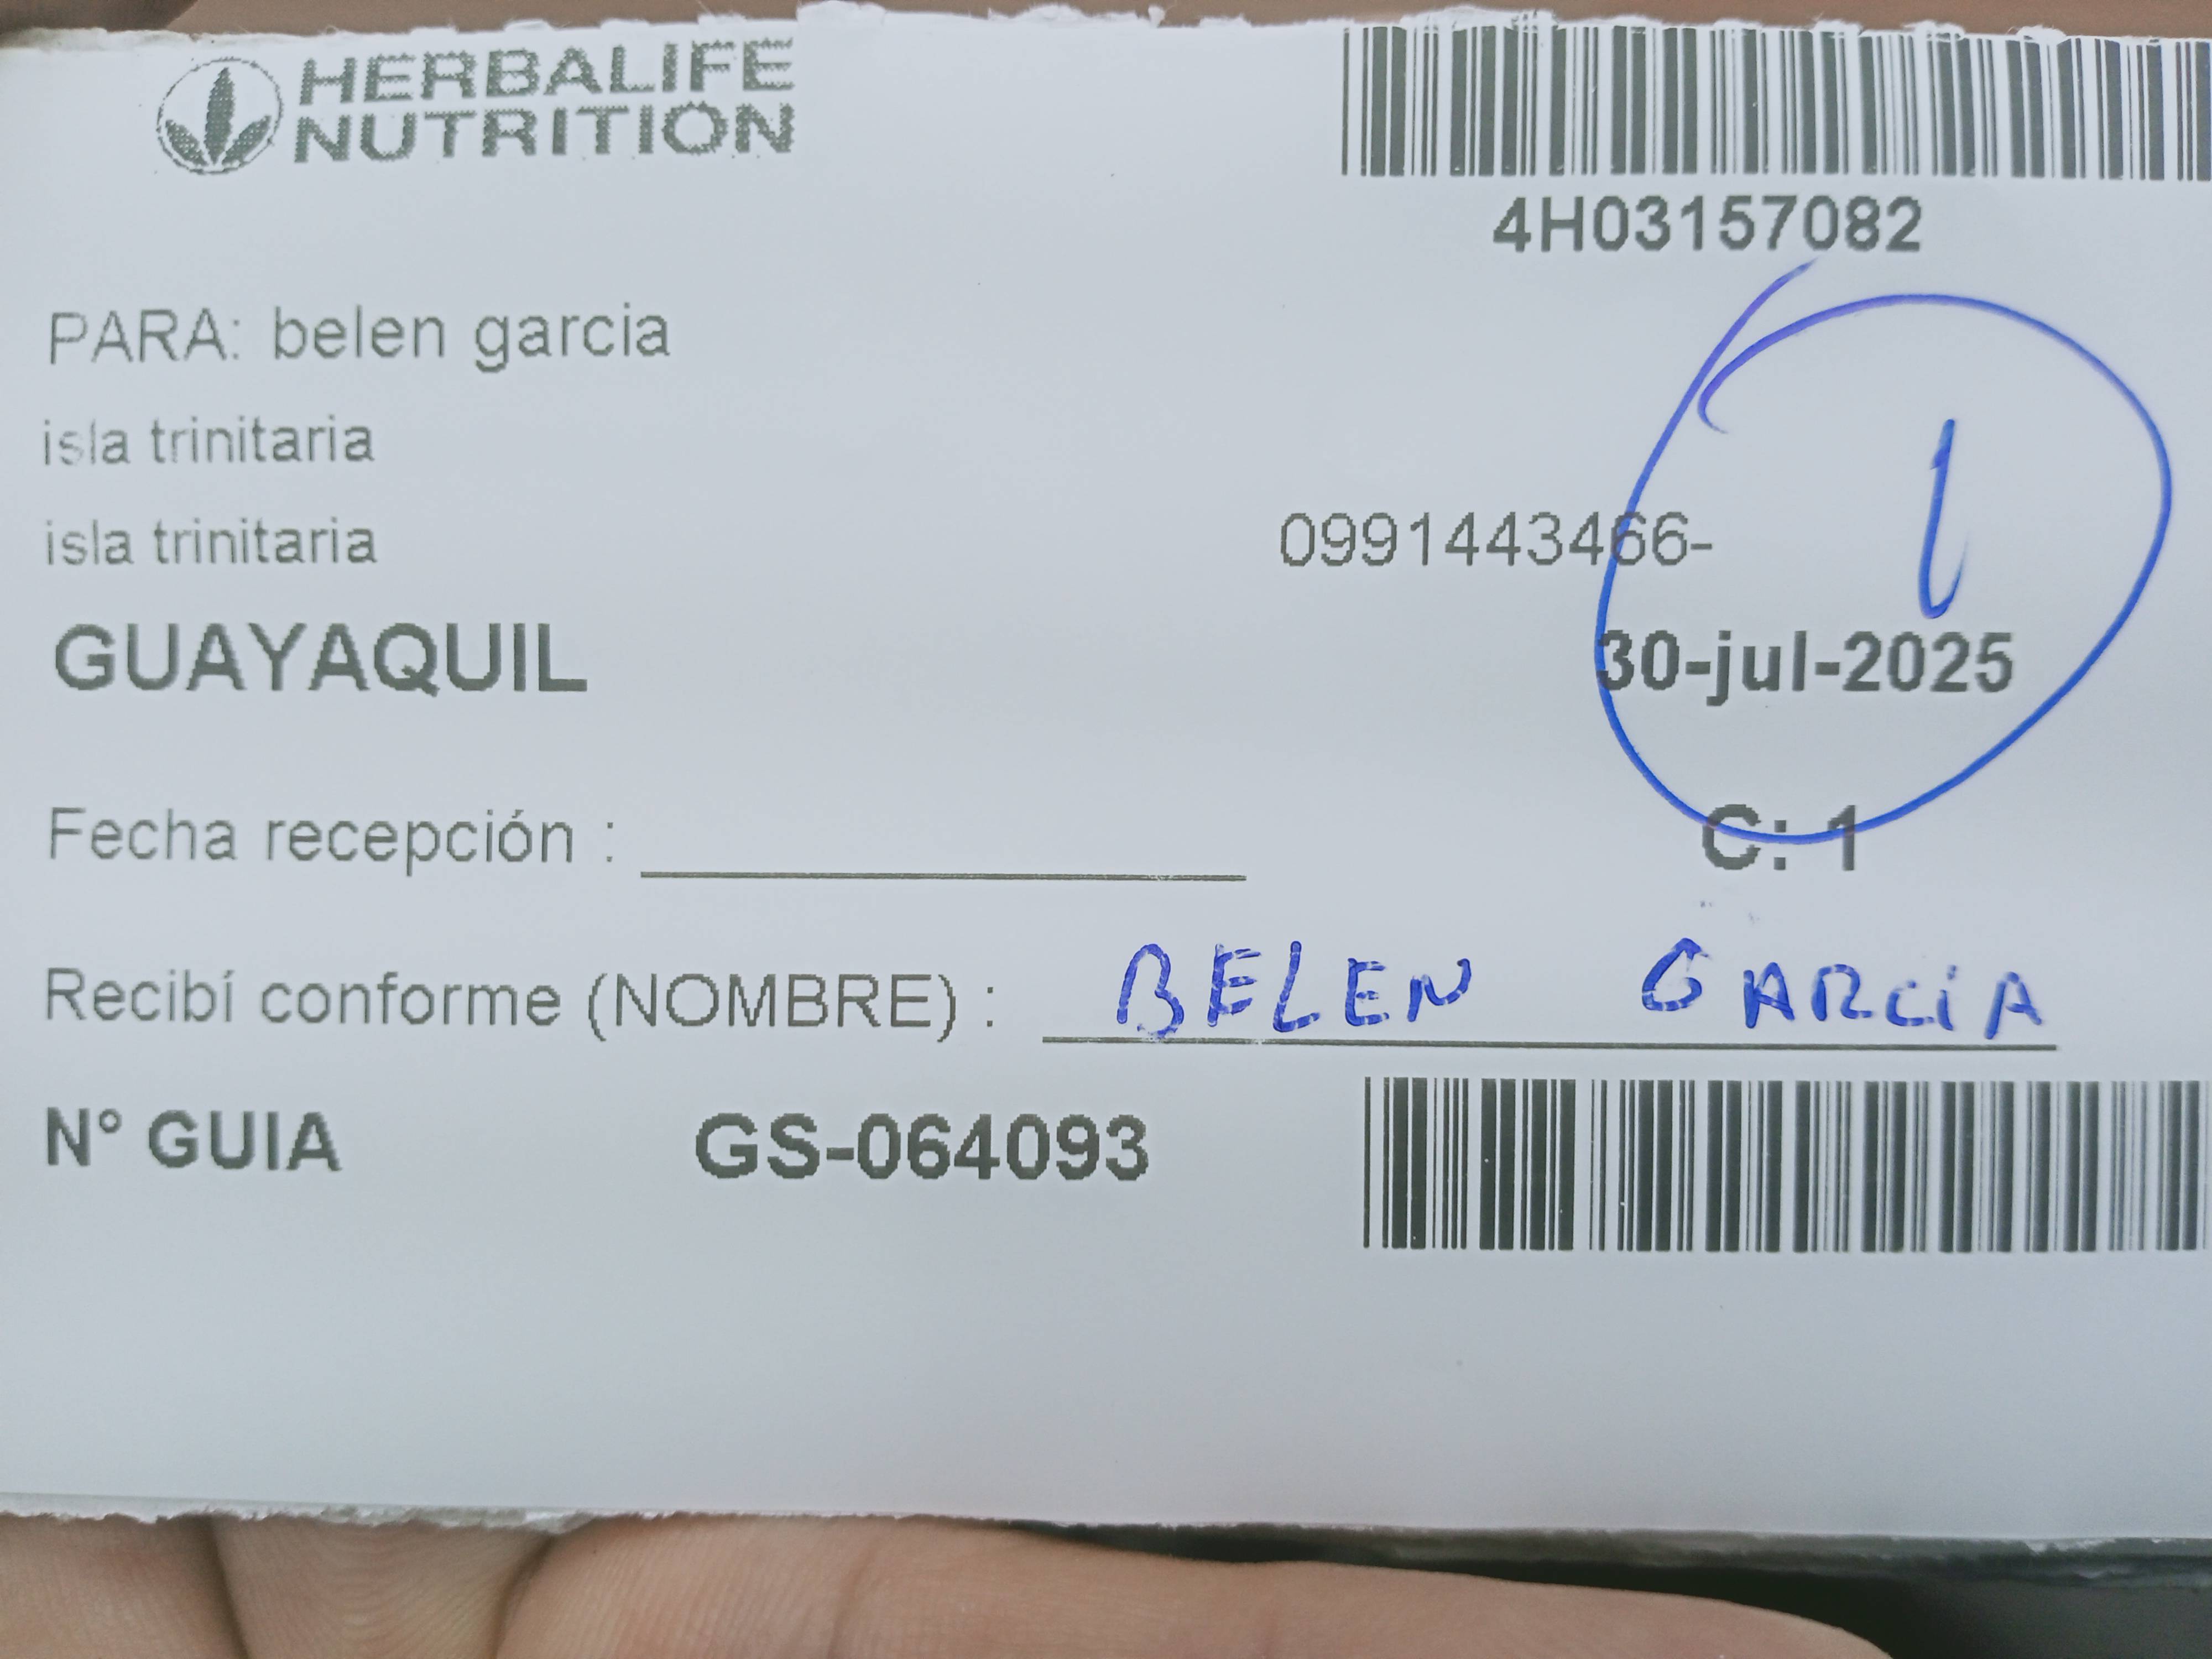 HERBALIFE
NUTRITION
4H03157082
PARA: belen garcia
isla trinitaria
isla trinitaria
0991443466-
1
GUAYAQUIL
30-jul-2025
Fecha recepción :
C: 1
Recibí conforme (NOMBRE) : BELEN GARCIA
N° GUIA GS-064093